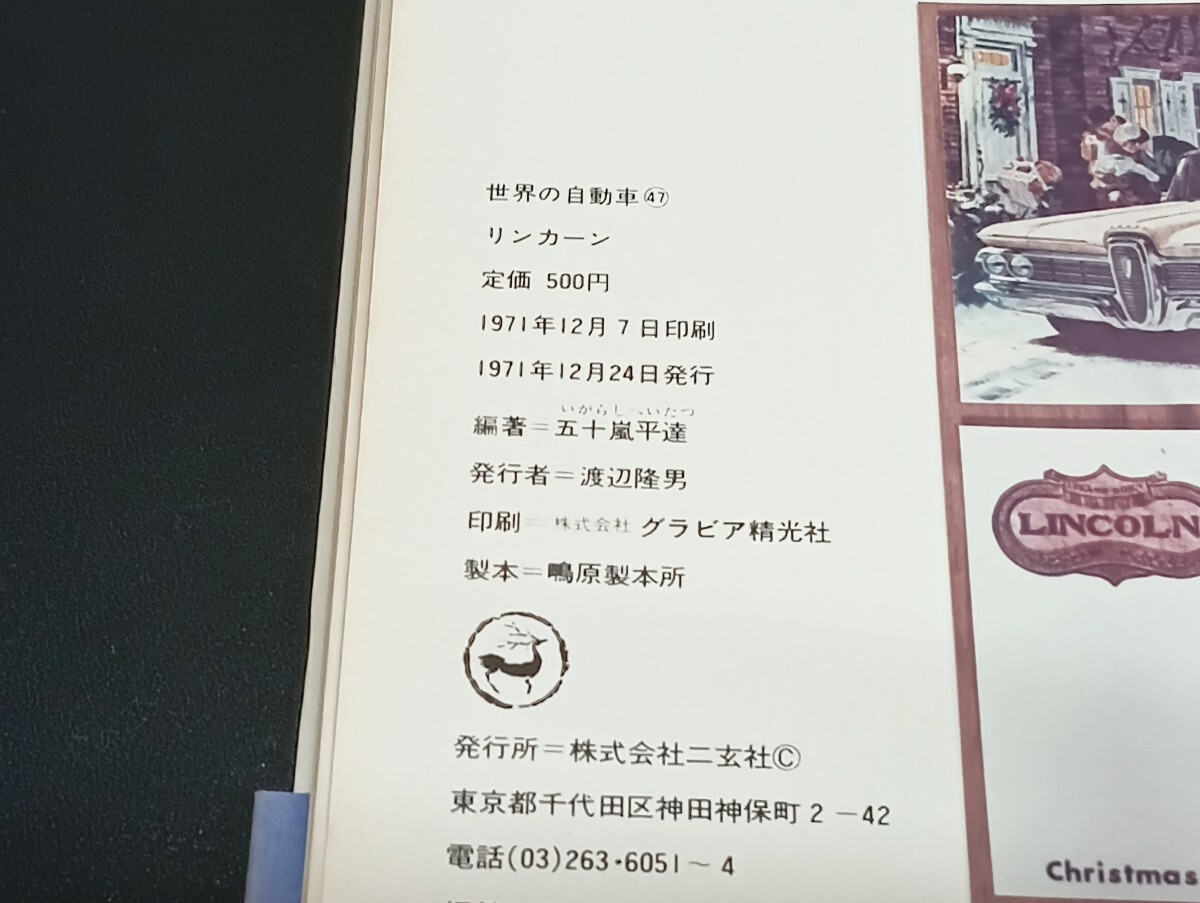 世界の自動車㊼
リンカーン
定価 500円
1971年12月7日印刷
1971年12月24日発行
いがらしへいたつ
編著=五十嵐平達
発行者=渡辺隆男
印刷=株式会社 グラビア精光社
製本=鴫原製本所
発行所=株式会社二玄社Ⓒ
東京都千代田区神田神保町2-42
電話(03)263・6051~4
LINCOLN
Christmas